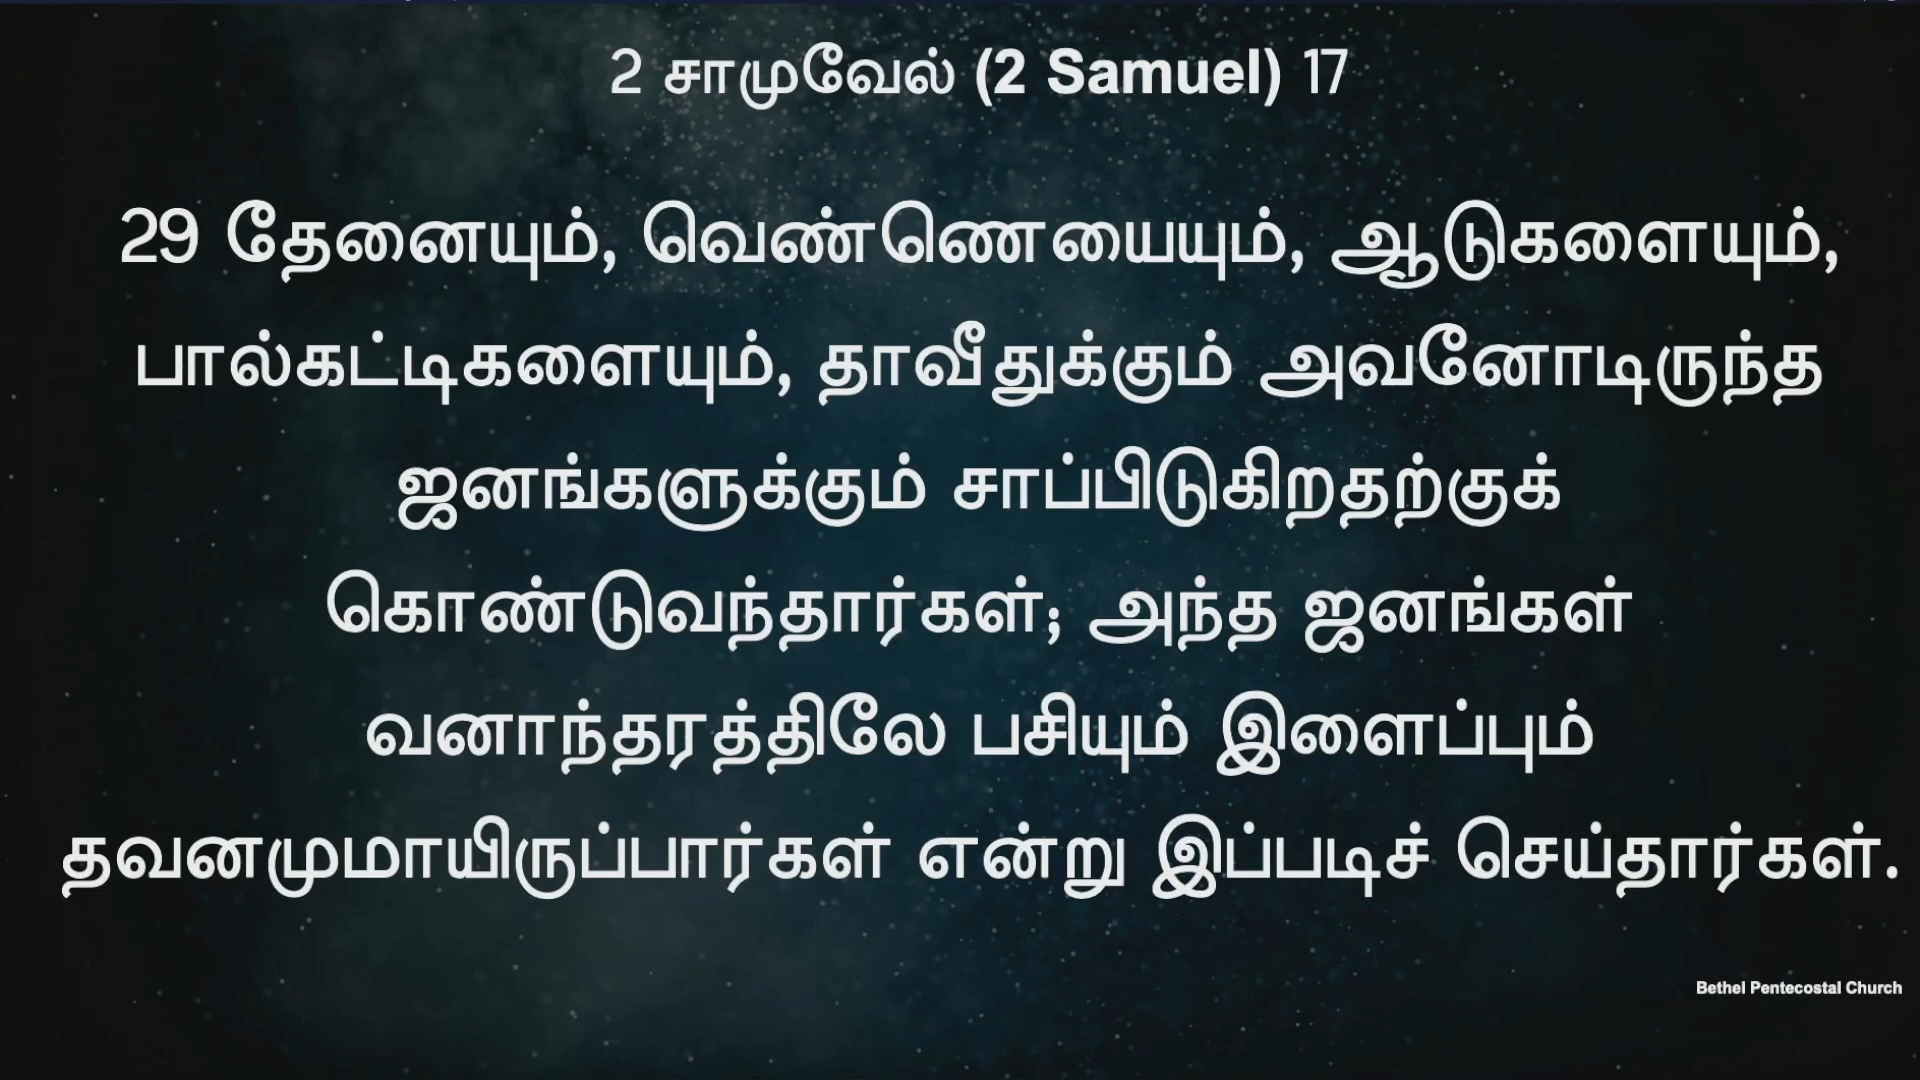 2 சாமுவேல் (2 Samuel) 17
29 தேனையும், வெண்ணெயையும், ஆடுகளையும்,
பால்கட்டிகளையும், தாவீதுக்கும் அவனோடிருந்த
ஜனங்களுக்கும் சாப்பிடுகிறதற்குக்
கொண்டுவந்தார்கள்; அந்த ஜனங்கள்
வனாந்தரத்திலே பசியும் இளைப்பும்
தவனமுமாயிருப்பார்கள் என்று இப்படிச் செய்தார்கள்.
Bethel Pentecostal Church